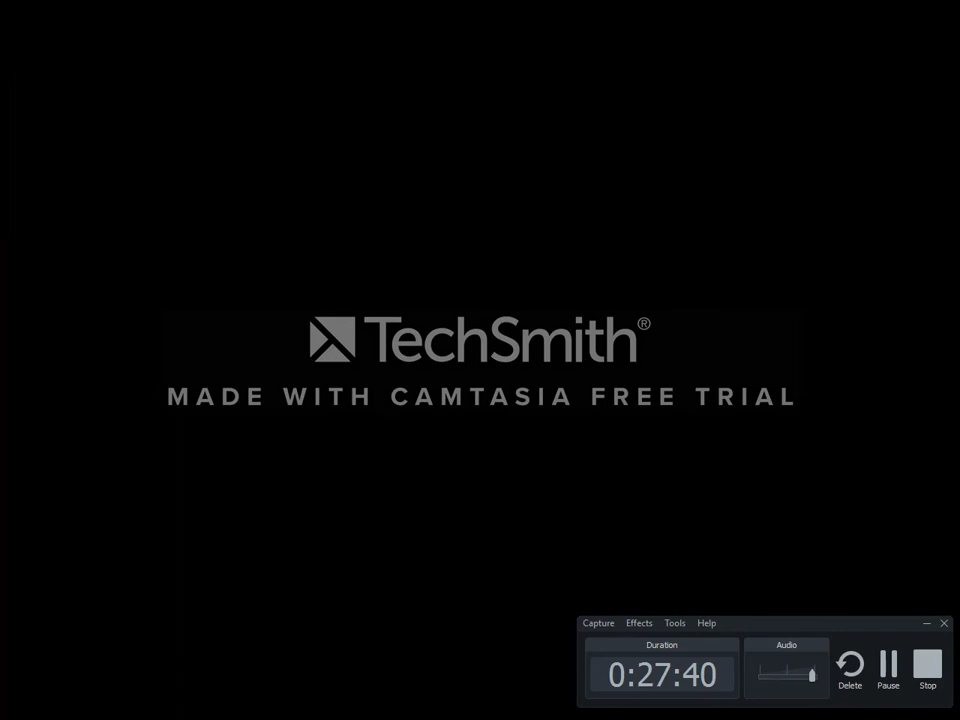 TechSmith®
MADE WITH CAMTASIA FREE TRIAL
Capture Effects Tools Help
Duration Audio
0:27:40
Delete Pause Stop